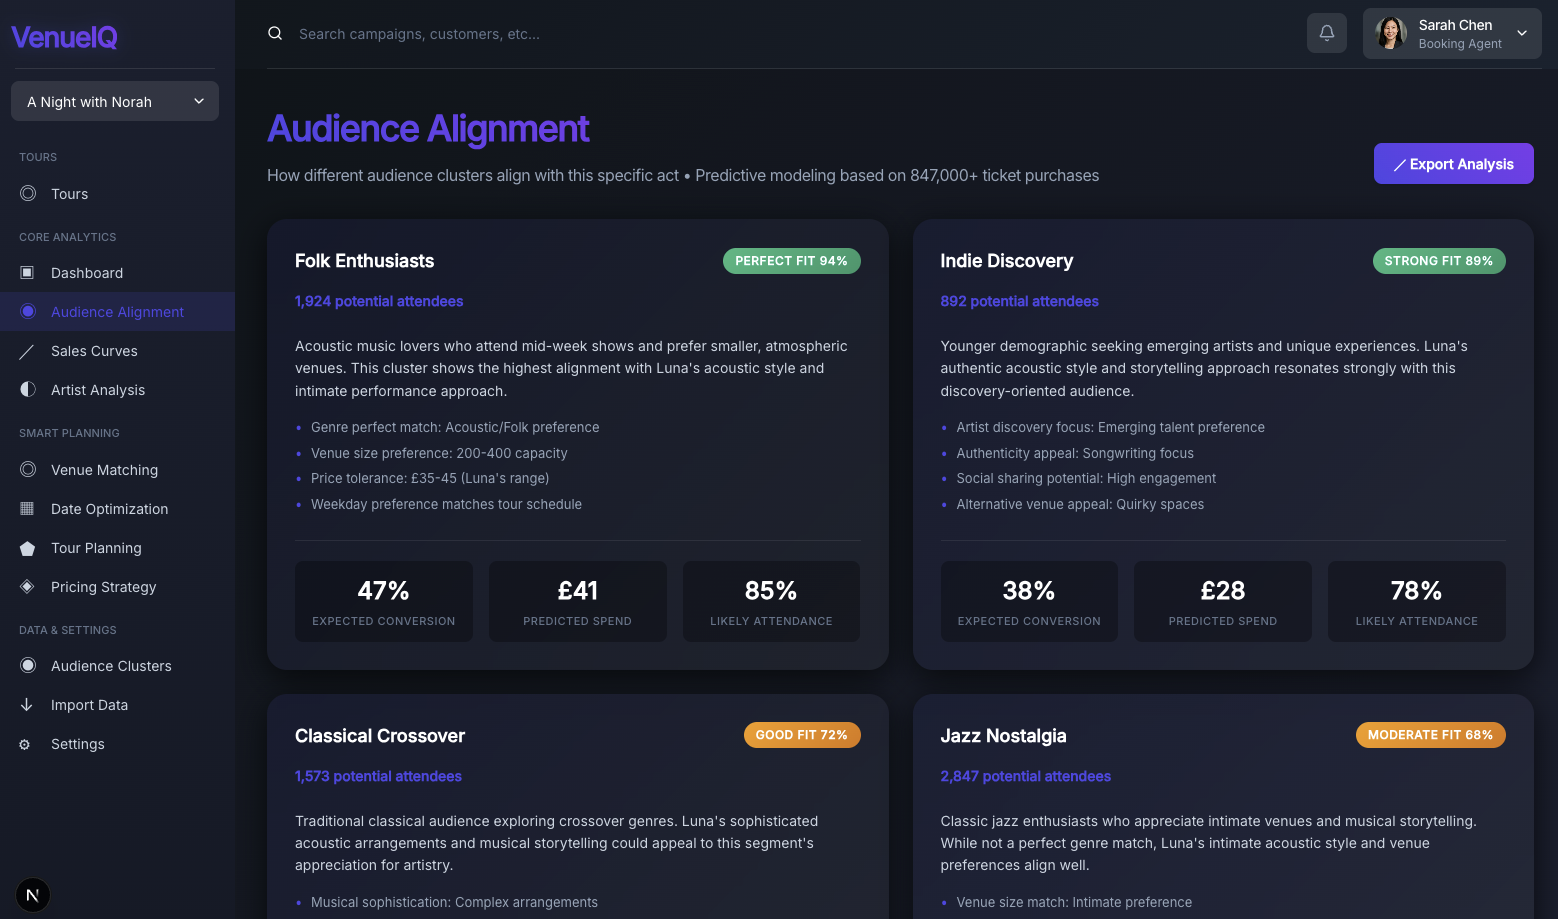 VenueIQ
A Night with Norah
TOURS
Tours
CORE ANALYTICS
Dashboard
Audience Alignment
Sales Curves
Artist Analysis
SMART PLANNING
Venue Matching
Date Optimization
Tour Planning
Pricing Strategy
DATA & SETTINGS
Audience Clusters
Import Data
Settings
N
Search campaigns, customers, etc...
Sarah Chen
Booking Agent
Audience Alignment
How different audience clusters align with this specific act • Predictive modeling based on 847,000+ ticket purchases
Export Analysis
Folk Enthusiasts
PERFECT FIT 94%
1,924 potential attendees
Acoustic music lovers who attend mid-week shows and prefer smaller, atmospheric
venues. This cluster shows the highest alignment with Luna's acoustic style and
intimate performance approach.
• Genre perfect match: Acoustic/Folk preference
• Venue size preference: 200-400 capacity
• Price tolerance: £35-45 (Luna's range)
• Weekday preference matches tour schedule
47%
EXPECTED CONVERSION
£41
PREDICTED SPEND
85%
LIKELY ATTENDANCE
Indie Discovery
STRONG FIT 89%
892 potential attendees
Younger demographic seeking emerging artists and unique experiences. Luna's
authentic acoustic style and storytelling approach resonates strongly with this
discovery-oriented audience.
• Artist discovery focus: Emerging talent preference
• Authenticity appeal: Songwriting focus
• Social sharing potential: High engagement
• Alternative venue appeal: Quirky spaces
38%
EXPECTED CONVERSION
£28
PREDICTED SPEND
78%
LIKELY ATTENDANCE
Classical Crossover
GOOD FIT 72%
1,573 potential attendees
Traditional classical audience exploring crossover genres. Luna's sophisticated
acoustic arrangements and musical storytelling could appeal to this segment's
appreciation for artistry.
• Musical sophistication: Complex arrangements
Jazz Nostalgia
MODERATE FIT 68%
2,847 potential attendees
Classic jazz enthusiasts who appreciate intimate venues and musical storytelling.
While not a perfect genre match, Luna's intimate acoustic style and venue
preferences align well.
• Venue size match: Intimate preference